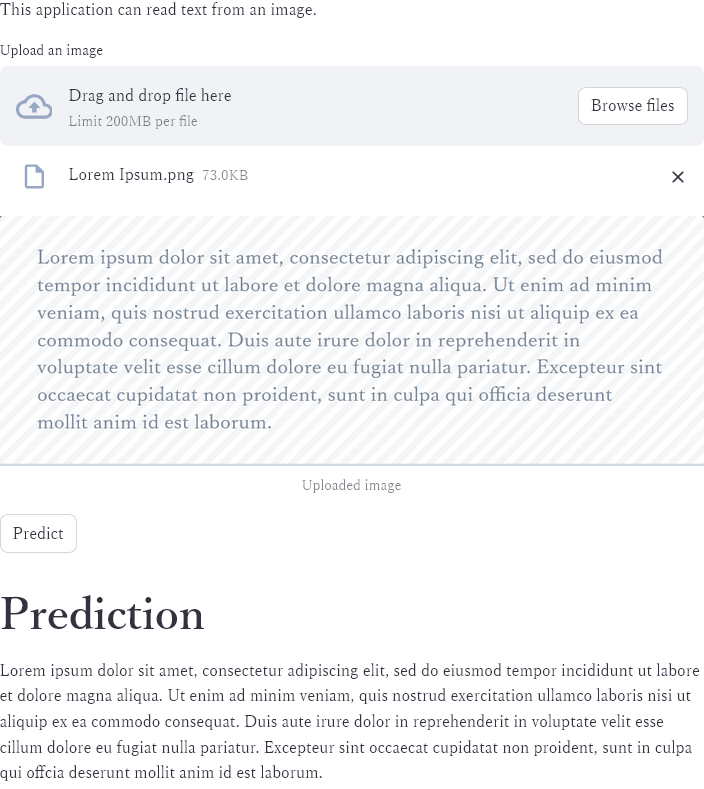 This application can read text from an image.
Upload an image
Drag and drop file here
Limit 200MB per file
Browse files
Lorem Ipsum.png 73.0KB
Lorem ipsum dolor sit amet, consectetur adipiscing elit, sed do eiusmod
tempor incididunt ut labore et dolore magna aliqua. Ut enim ad minim
veniam, quis nostrud exercitation ullamco laboris nisi ut aliquip ex ea
commodo consequat. Duis aute irure dolor in reprehenderit in
voluptate velit esse cillum dolore eu fugiat nulla pariatur. Excepteur sint
occaecat cupidatat non proident, sunt in culpa qui officia deserunt
mollit anim id est laborum.
Uploaded image
Predict
Prediction
Lorem ipsum dolor sit amet, consectetur adipiscing elit, sed do eiusmod tempor incididunt ut labore
et dolore magna aliqua. Ut enim ad minim veniam, quis nostrud exercitation ullamco laboris nisi ut
aliquip ex ea commodo consequat. Duis aute irure dolor in reprehenderit in voluptate velit esse
cillum dolore eu fugiat nulla pariatur. Excepteur sint occaecat cupidatat non proident, sunt in culpa
qui offcia deserunt mollit anim id est laborum.